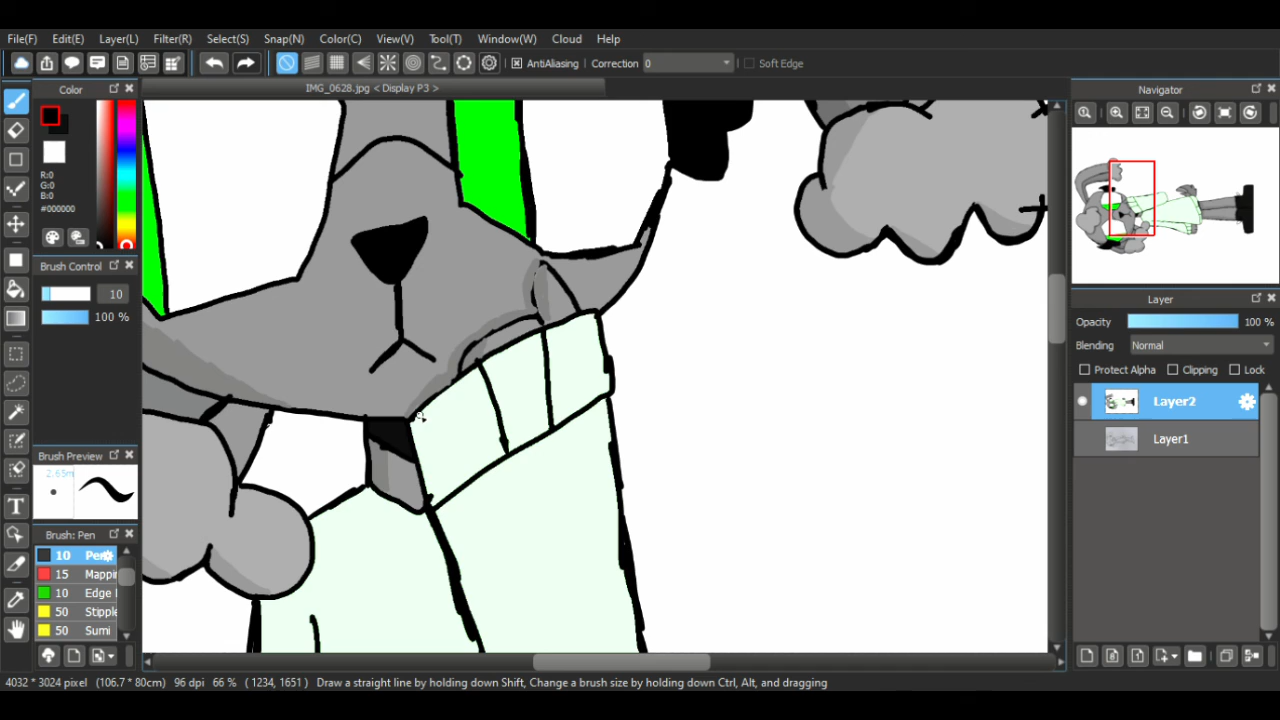 File(F) Edit(E) Layer(L) Filter(R) Select(S) Snap(N) Color(C) View(V) Tool(T) Window(W) Cloud Help
AntiAliasing Correction 0 Soft Edge
Color
IMG_0628.jpg < Display P3 >
Navigator
R:0
G:0
B:0
#000000
Brush Control
10
100 %
Layer
Opacity 100 %
Blending Normal
Protect Alpha Clipping Lock
Layer2
Layer1
Brush Preview
Brush: Pen
10 Pen
15 Mappin
10 Edge
50 Stipple
50 Sumi
4032 * 3024 pixel (106.7 * 80cm) 96 dpi 66 % ( 1234, 1651 ) Draw a straight line by holding down Shift, Change a brush size by holding down Ctrl, Alt, and dragging